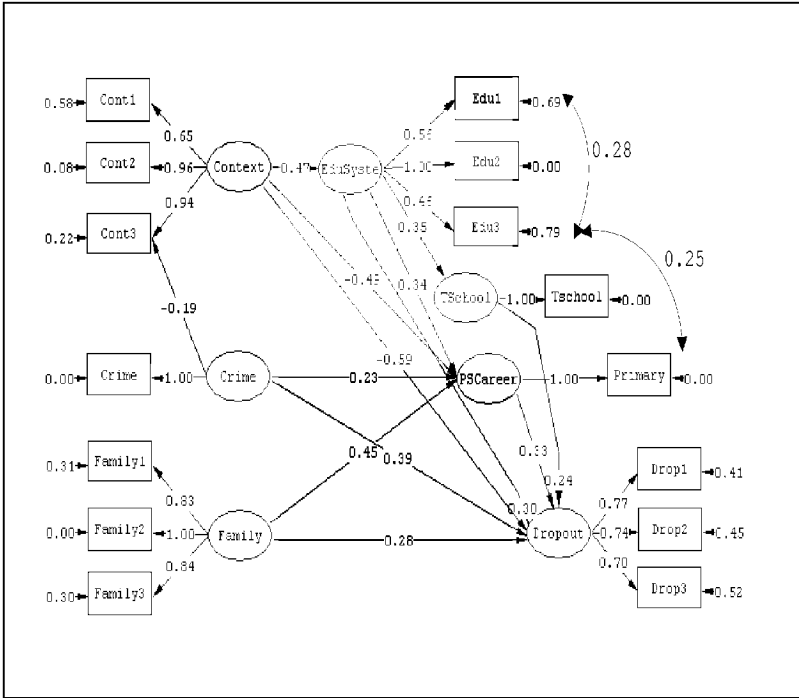 0.58 Cont1
0.65
0.08 Cont2
0.96
0.94
0.22 Cont3
-0.19
Context
0.47
EduSyste
0.56
1.00
0.46
0.35
Edu1 0.69
Edu2 0.00
Edu3 0.79
0.28
0.25
TSchool
1.00
Tschool 0.00
-0.49
0.34
-0.59
0.00 Crime
1.00
Crime
0.23
PSCareer
1.00
Primary 0.00
0.45
0.39
0.33
0.24
0.30
0.31 Family1
0.83
0.00 Family2
1.00
0.84
0.30 Family3
Family
0.28
Dropout
0.77
0.74
0.70
Drop1 0.41
Drop2 0.45
Drop3 0.52